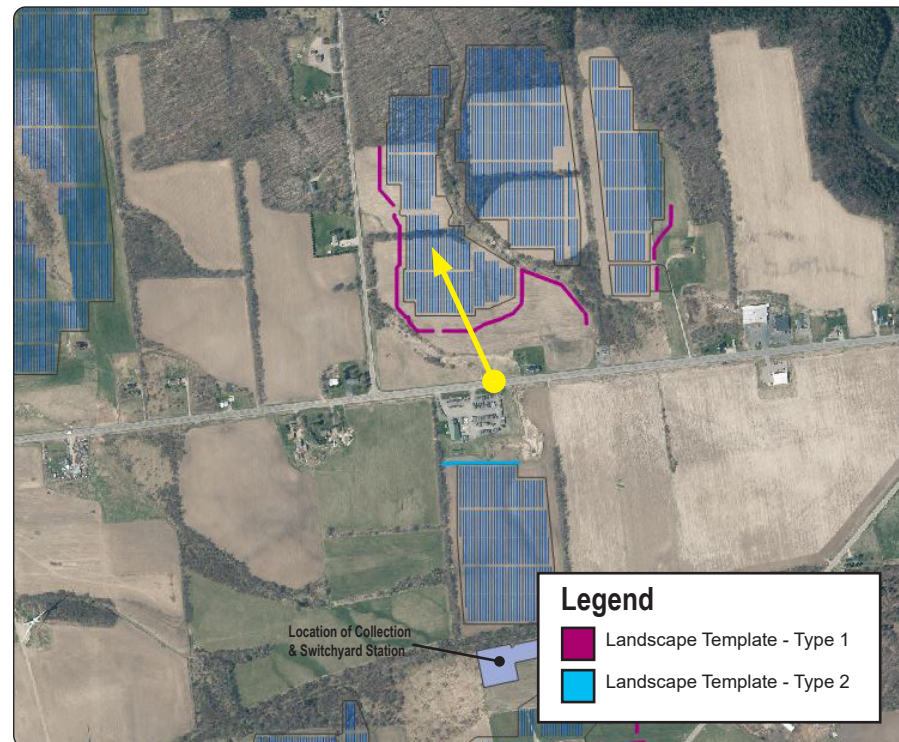 Location of Collection
& Switchyard Station
Legend
Landscape Template - Type 1
Landscape Template - Type 2